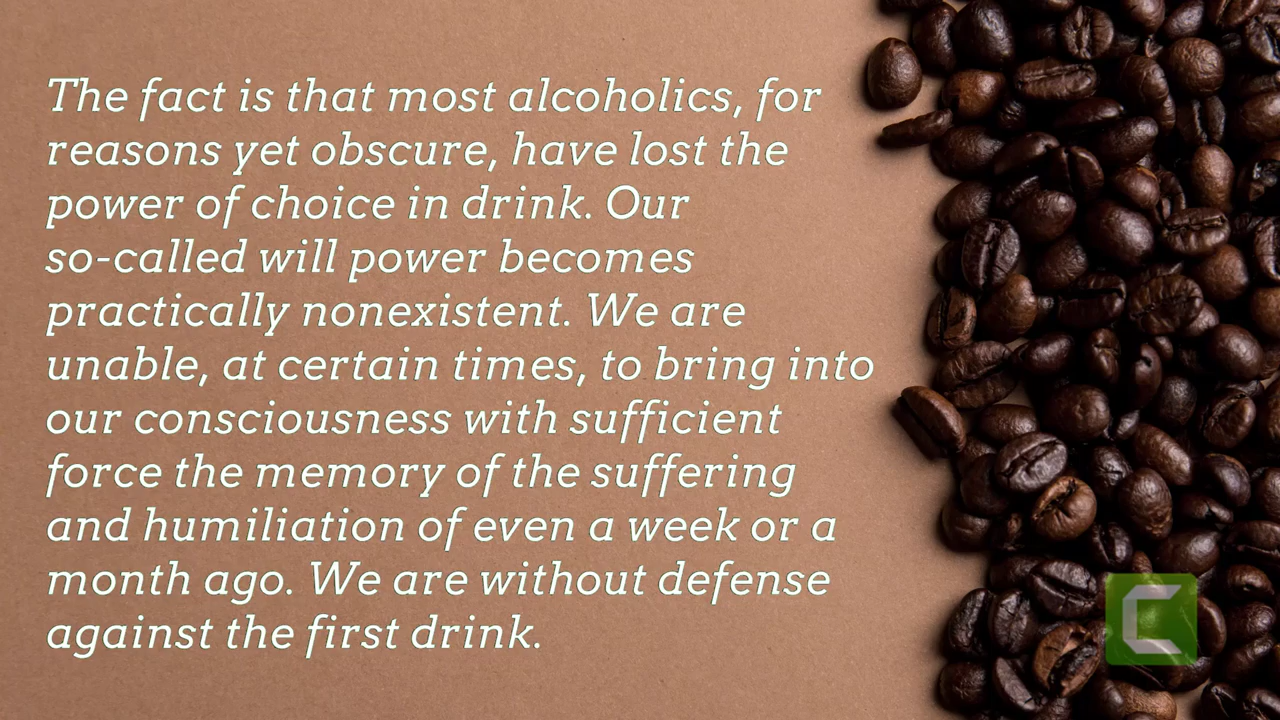 The fact is that most alcoholics, for
reasons yet obscure, have lost the
power of choice in drink. Our
so-called will power becomes
practically nonexistent. We are
unable, at certain times, to bring into
our consciousness with sufficient
force the memory of the suffering
and humiliation of even a week or a
month ago. We are without defense
against the first drink.